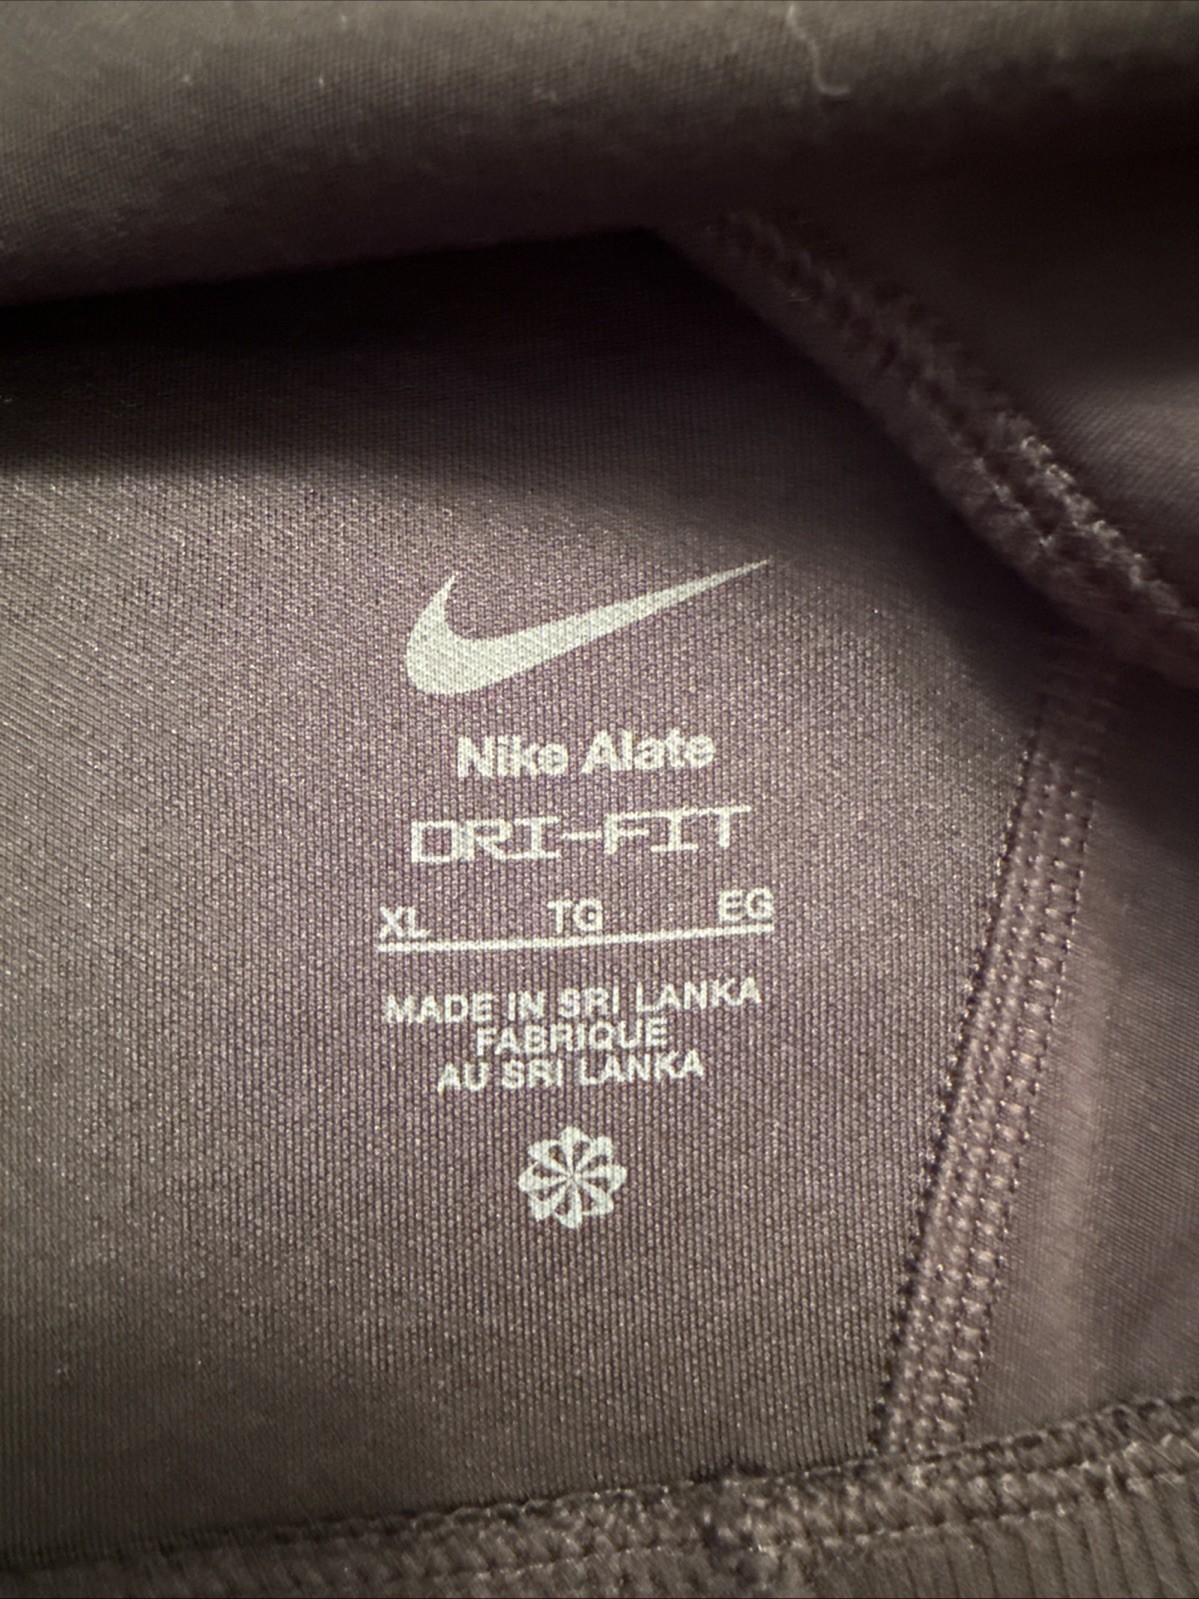 Nike Alate
DRI-FIT
XL TG EG
MADE IN SRI LANKA
FABRIQUE
AU SRI LANKA